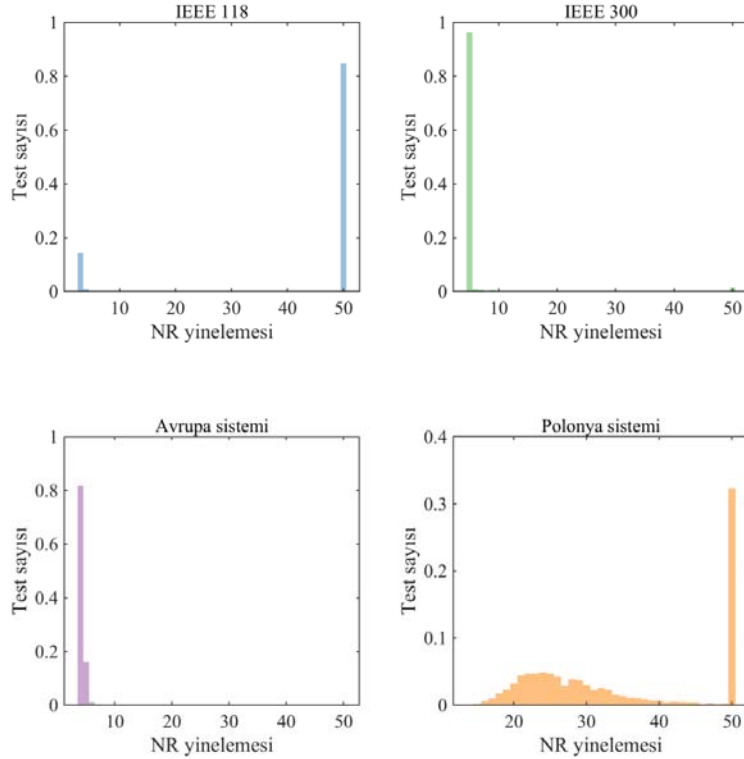 IEEE 118
1
0.8
0.6
0.4
0.2
0
10 20 30 40 50
Test sayısı
NR yinelemesi
IEEE 300
1
0.8
0.6
0.4
0.2
0
10 20 30 40 50
Test sayısı
NR yinelemesi
Avrupa sistemi
1
0.8
0.6
0.4
0.2
0
10 20 30 40 50
Test sayısı
NR yinelemesi
Polonya sistemi
0.4
0.3
0.2
0.1
0
20 30 40 50
Test sayısı
NR yinelemesi